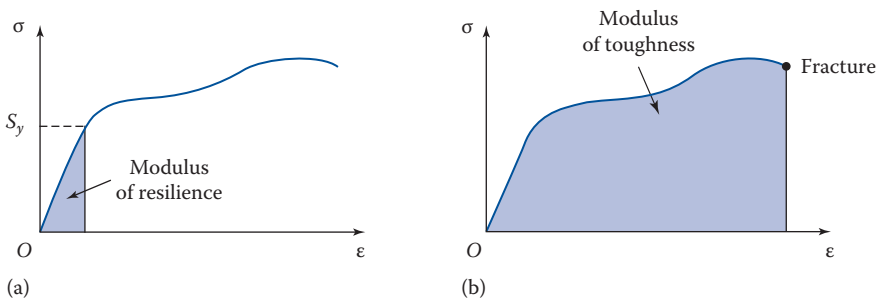 σ
S_y
Modulus
of resilience
O
ε
(a)
σ
Modulus
of toughness
Fracture
O
ε
(b)